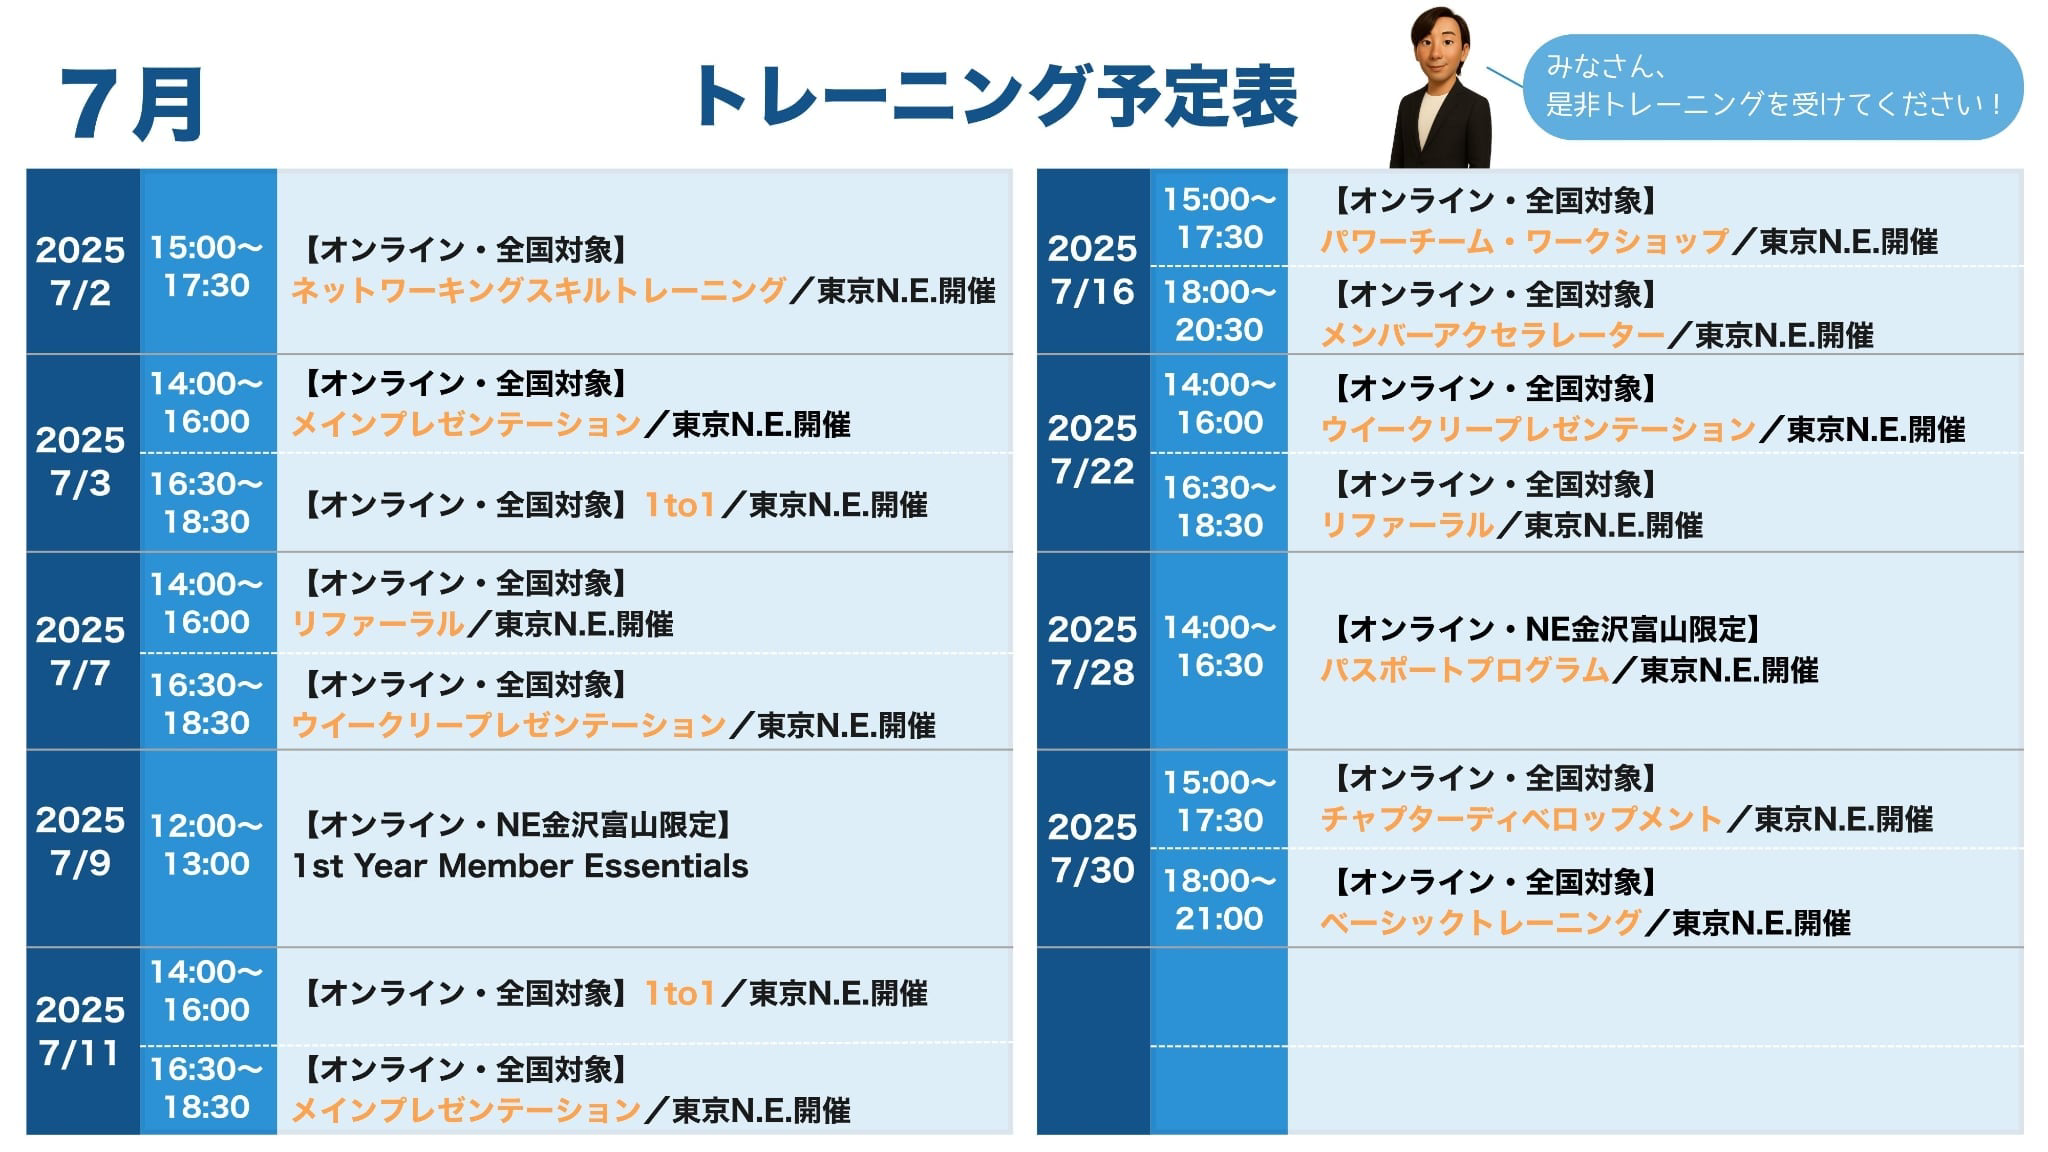 7月
トレーニング予定表
みなさん、
是非トレーニングを受けてください！
2025
7/2
15:00〜
17:30
【オンライン・全国対象】
ネットワーキングスキルトレーニング／東京N.E.開催
2025
7/3
14:00〜
16:00
【オンライン・全国対象】
メインプレゼンテーション／東京N.E.開催
16:30〜
18:30
【オンライン・全国対象】1to1／東京N.E.開催
2025
7/7
14:00〜
16:00
【オンライン・全国対象】
リファーラル／東京N.E.開催
16:30〜
18:30
【オンライン・全国対象】
ウイークリープレゼンテーション／東京N.E.開催
2025
7/9
12:00〜
13:00
【オンライン・NE金沢富山限定】
1st Year Member Essentials
2025
7/11
14:00〜
16:00
【オンライン・全国対象】1to1／東京N.E.開催
16:30〜
18:30
【オンライン・全国対象】
メインプレゼンテーション／東京N.E.開催
2025
7/16
15:00〜
17:30
【オンライン・全国対象】
パワーチーム・ワークショップ／東京N.E.開催
18:00〜
20:30
【オンライン・全国対象】
メンバーアクセラレーター／東京N.E.開催
2025
7/22
14:00〜
16:00
【オンライン・全国対象】
ウイークリープレゼンテーション／東京N.E.開催
16:30〜
18:30
【オンライン・全国対象】
リファーラル／東京N.E.開催
2025
7/28
14:00〜
16:30
【オンライン・NE金沢富山限定】
パスポートプログラム／東京N.E.開催
2025
7/30
15:00〜
17:30
【オンライン・全国対象】
チャプターディベロップメント／東京N.E.開催
18:00〜
21:00
【オンライン・全国対象】
ベーシックトレーニング／東京N.E.開催